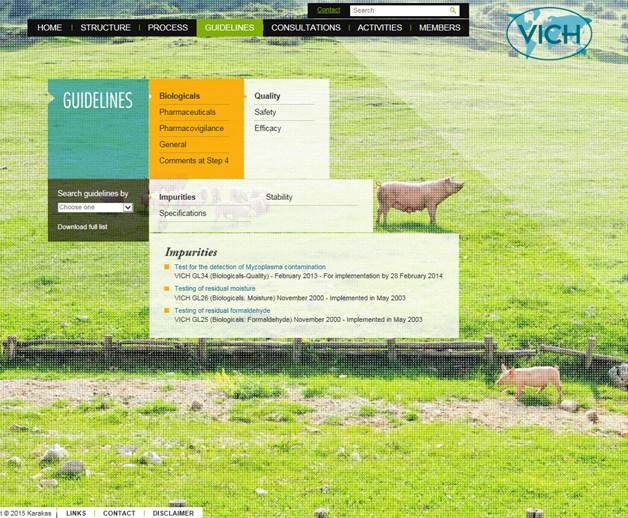 Contact Search
HOME STRUCTURE PROCESS GUIDELINES CONSULTATIONS ACTIVITIES MEMBERS
VICH
GUIDELINES
Biologicals
Pharmaceuticals
Pharmacovigilance
General
Comments at Step 4
Quality
Safety
Efficacy
Search guidelines by
Choose one
Download full list
Impurities Stability
Specifications
Impurities
Test for the detection of Mycoplasma contamination
VICH GL34 (Biologicals-Quality) - February 2013 - For implementation by 28 February 2014
Testing of residual moisture
VICH GL26 (Biologicals: Moisture) November 2000 - Implemented in May 2003
Testing of residual formaldehyde
VICH GL25 (Biologicals: Formaldehyde) November 2000 - Implemented in May 2003
t © 2015 Karakas LINKS CONTACT DISCLAIMER